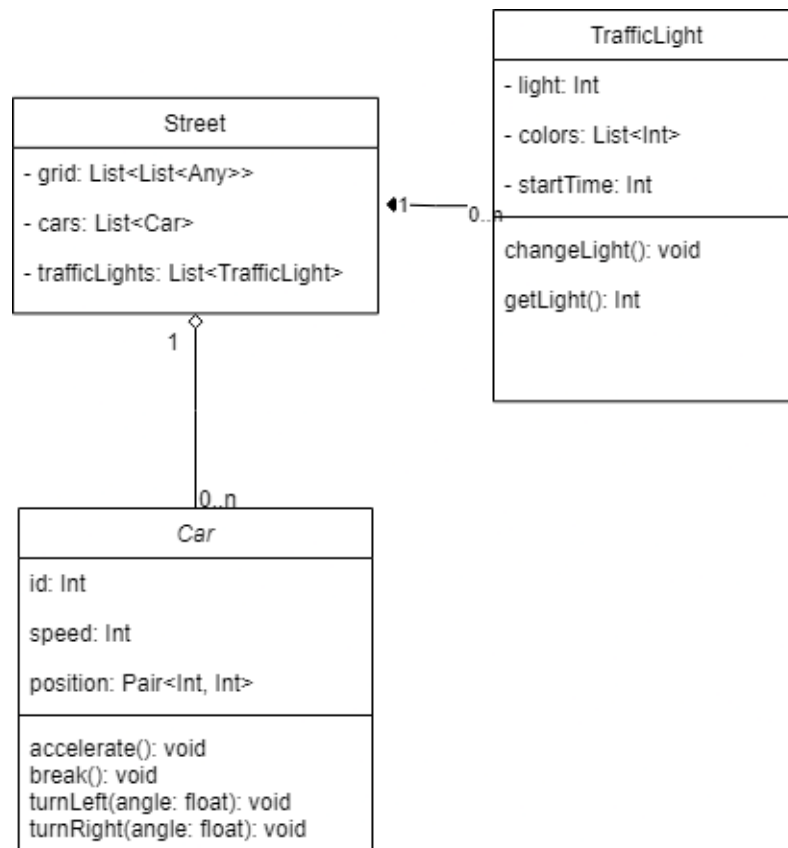 TrafficLight
- light: Int
- colors: List<Int>
- startTime: Int
changeLight(): void
getLight(): Int
Street
- grid: List<List<Any>>
- cars: List<Car>
- trafficLights: List<TrafficLight>
1
0..n
1
0..n
Car
id: Int
speed: Int
position: Pair<Int, Int>
accelerate(): void
break(): void
turnLeft(angle: float): void
turnRight(angle: float): void